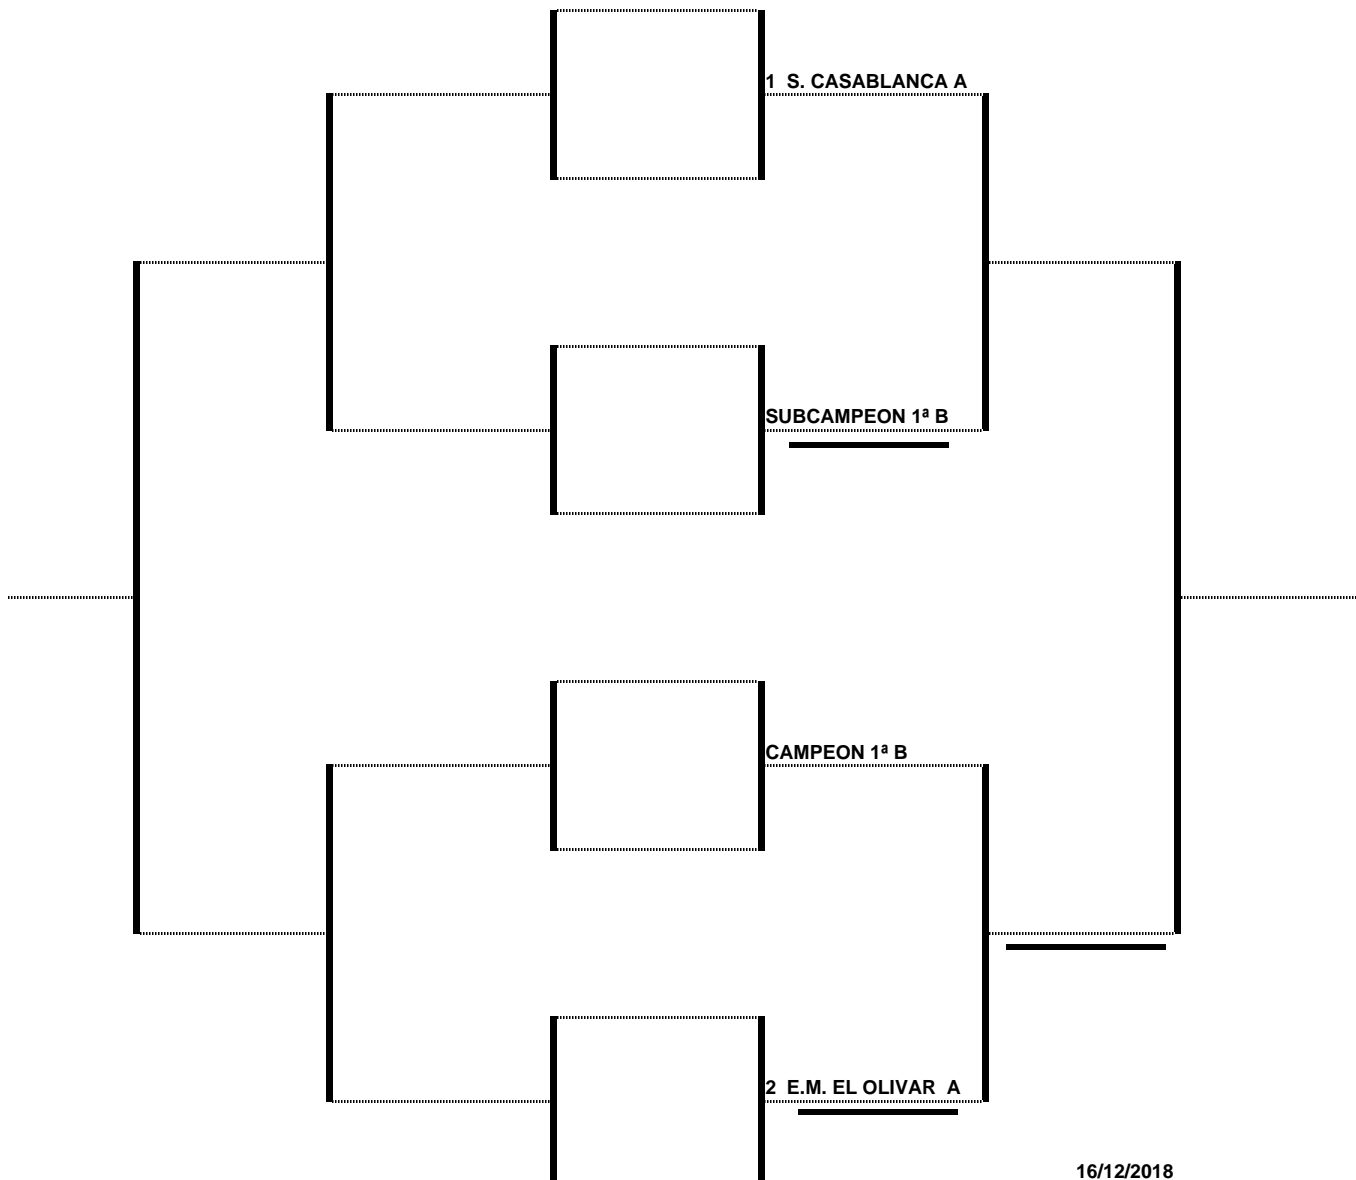 1 S. CASABLANCA A
SUBCAMPEON 1ª B
CAMPEON 1ª B
2 E.M. EL OLIVAR A
16/12/2018